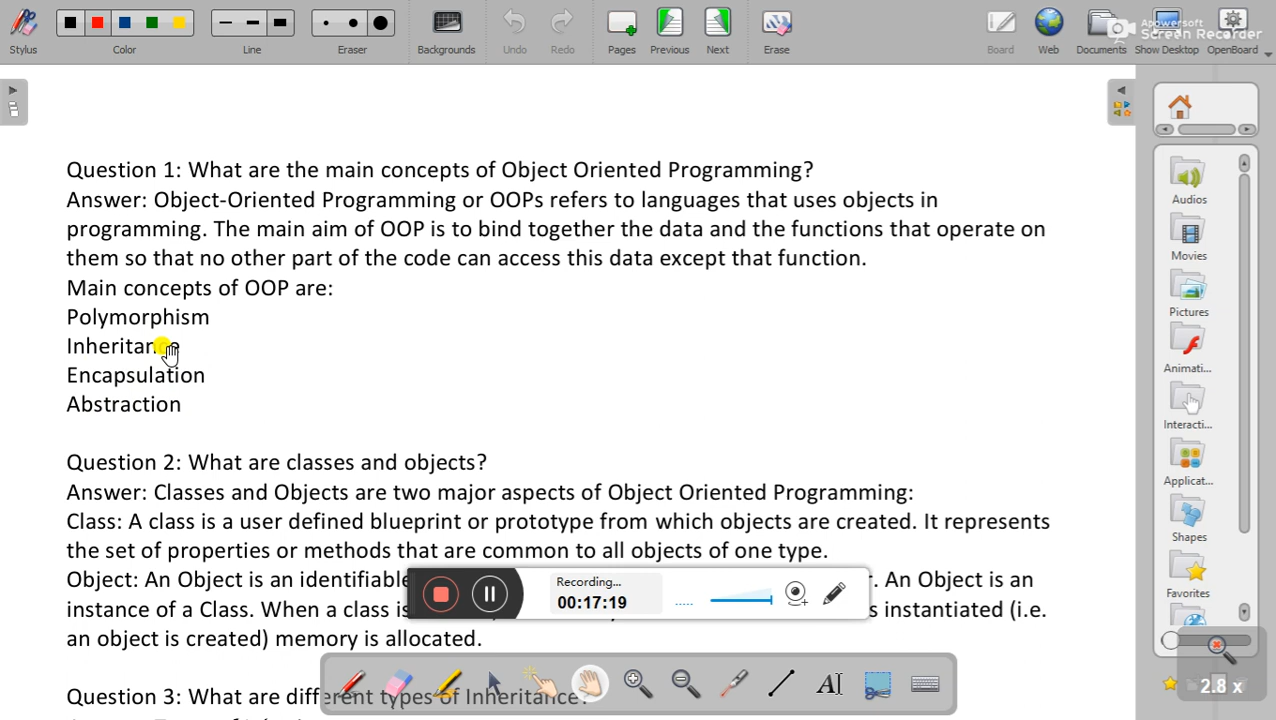 Stylus Color Line Eraser Backgrounds Undo Redo Pages Previous Next Erase Board Web Documents Show Desktop OpenBoard
Apowersoft
Screen Recorder
Question 1: What are the main concepts of Object Oriented Programming?
Answer: Object-Oriented Programming or OOPs refers to languages that uses objects in
programming. The main aim of OOP is to bind together the data and the functions that operate on
them so that no other part of the code can access this data except that function.
Main concepts of OOP are:
Polymorphism
Inheritance
Encapsulation
Abstraction
Question 2: What are classes and objects?
Answer: Classes and Objects are two major aspects of Object Oriented Programming:
Class: A class is a user defined blueprint or prototype from which objects are created. It represents
the set of properties or methods that are common to all objects of one type.
Object: An Object is an identifiable . An Object is an
instance of a Class. When a class is s instantiated (i.e.
an object is created) memory is allocated.
Question 3: What are different types of Inheritance?
Recording...
00:17:19
Audios
Movies
Pictures
Animati...
Interacti...
Applicat...
Shapes
Favorites
2.8 x